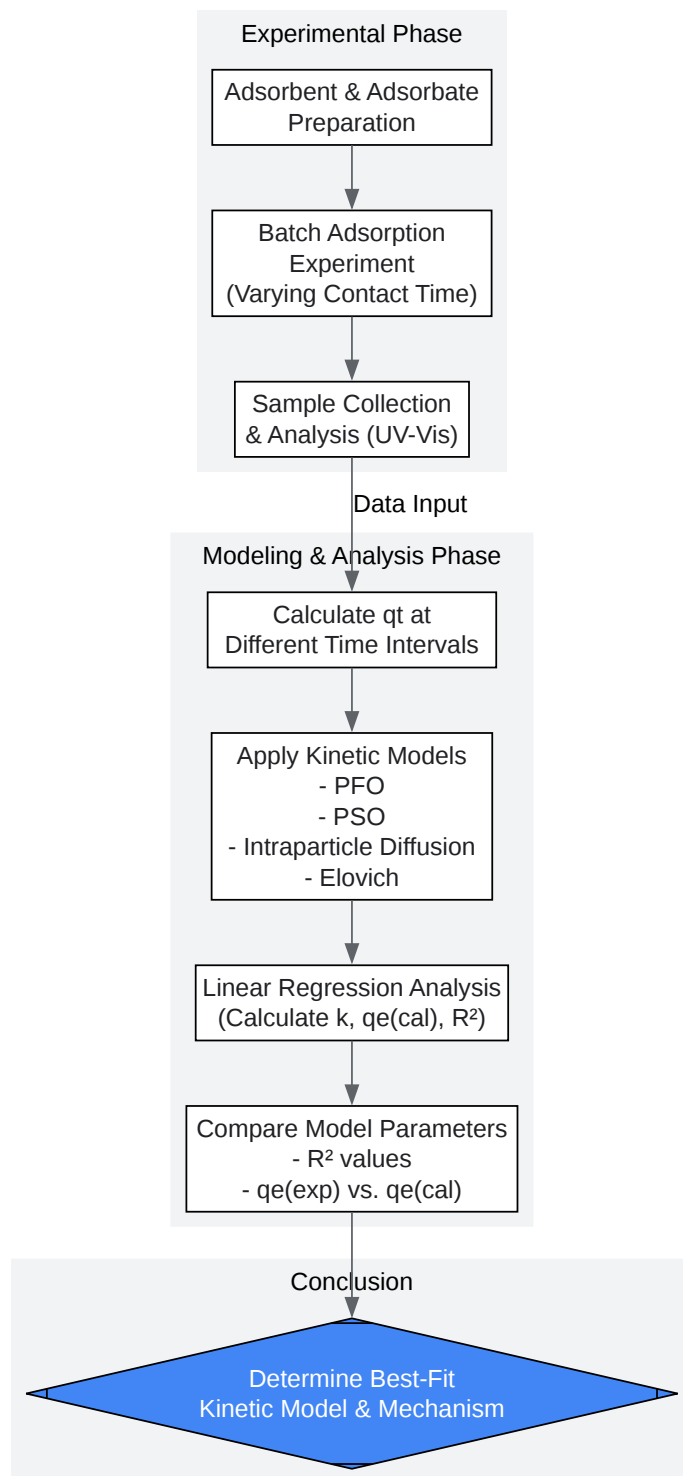 Experimental Phase
Adsorbent & Adsorbate
Preparation
Batch Adsorption
Experiment
(Varying Contact Time)
Sample Collection
& Analysis (UV-Vis)
Data Input
Modeling & Analysis Phase
Calculate qt at
Different Time Intervals
Apply Kinetic Models
- PFO
- PSO
- Intraparticle Diffusion
- Elovich
Linear Regression Analysis
(Calculate k, qe(cal), R²)
Compare Model Parameters
- R² values
- qe(exp) vs. qe(cal)
Conclusion
Determine Best-Fit
Kinetic Model & Mechanism